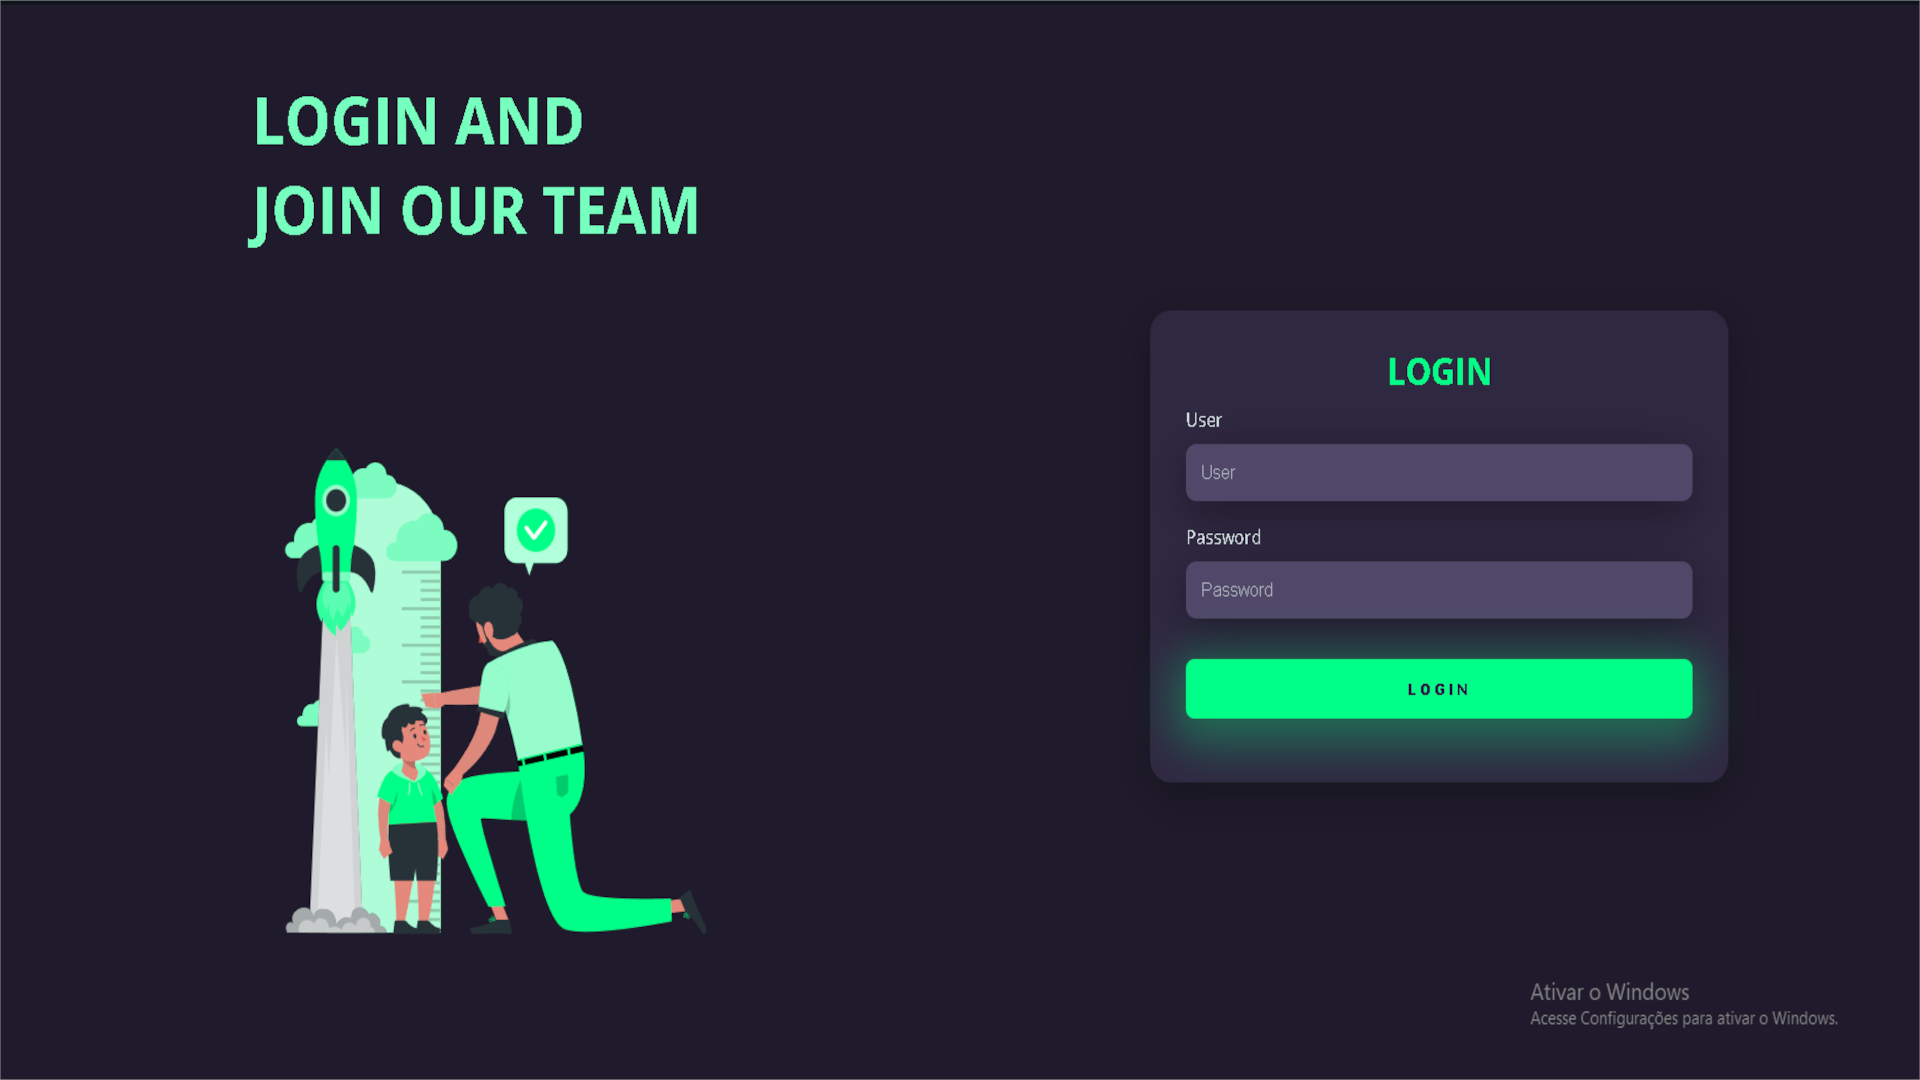 LOGIN AND
JOIN OUR TEAM
LOGIN
User
User
Password
Password
LOGIN
Ativar o Windows
Acesse Configurações para ativar o Windows.